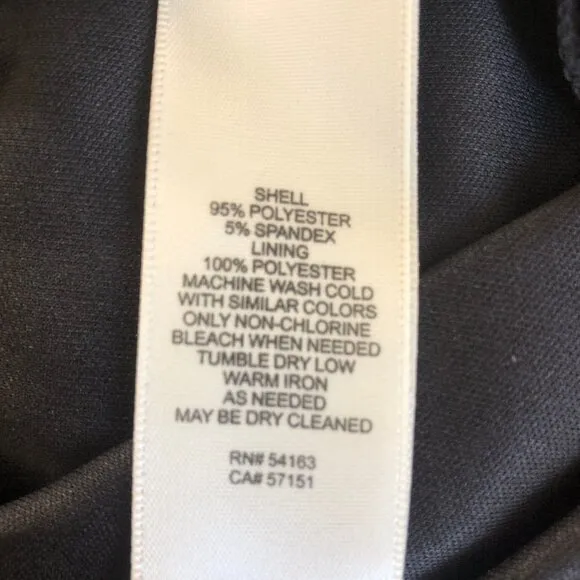 SHELL
95% POLYESTER
5% SPANDEX
LINING
100% POLYESTER
MACHINE WASH COLD
WITH SIMILAR COLORS
ONLY NON-CHLORINE
BLEACH WHEN NEEDED
TUMBLE DRY LOW
WARM IRON
AS NEEDED
MAY BE DRY CLEANED
RN# 54163
CA# 57151